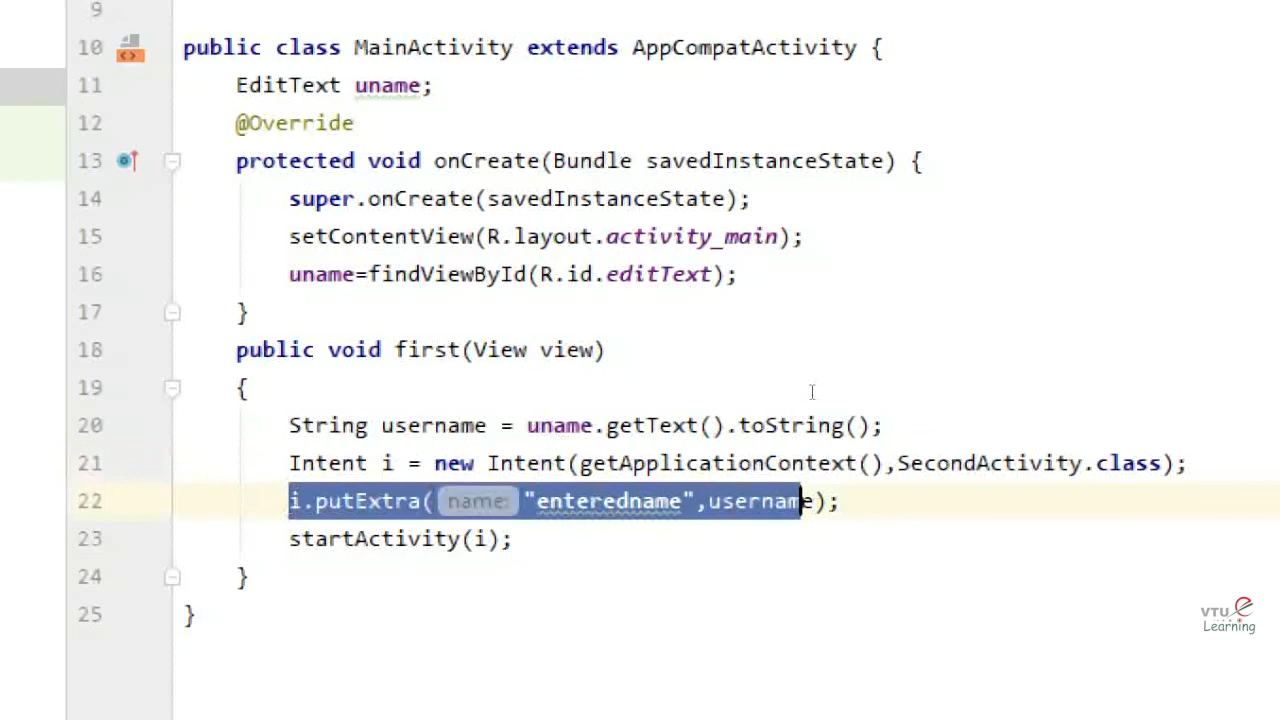 9
10 public class MainActivity extends AppCompatActivity {
11 EditText uname;
12 @Override
13 protected void onCreate(Bundle savedInstanceState) {
14 super.onCreate(savedInstanceState);
15 setContentView(R.layout.activity_main);
16 uname=findViewById(R.id.editText);
17 }
18 public void first(View view)
19 {
20 String username = uname.getText().toString();
21 Intent i = new Intent(getApplicationContext(),SecondActivity.class);
22 i.putExtra( name: "enteredname",username);
23 startActivity(i);
24 }
25 }
VTU e
Learning